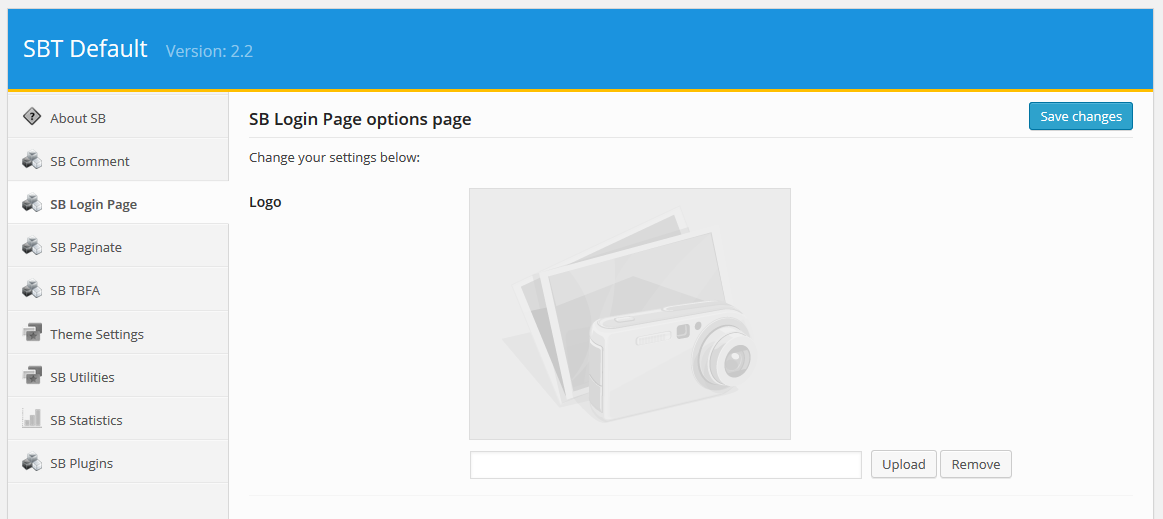 SBT Default Version: 2.2
About SB
SB Comment
SB Login Page
SB Paginate
SB TBFA
Theme Settings
SB Utilities
SB Statistics
SB Plugins
SB Login Page options page
Save changes
Change your settings below:
Logo
Upload Remove